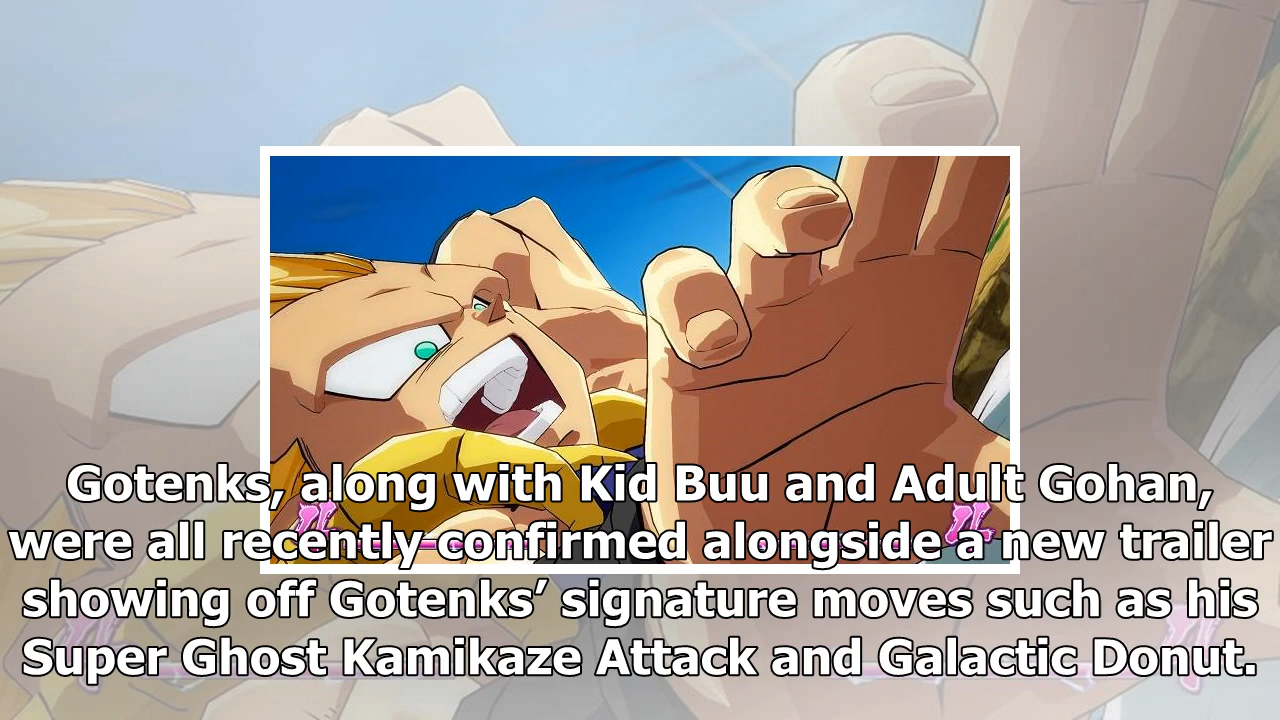 Gotenks, along with Kid Buu and Adult Gohan,
were all recently confirmed alongside a new trailer
showing off Gotenks’ signature moves such as his
Super Ghost Kamikaze Attack and Galactic Donut.